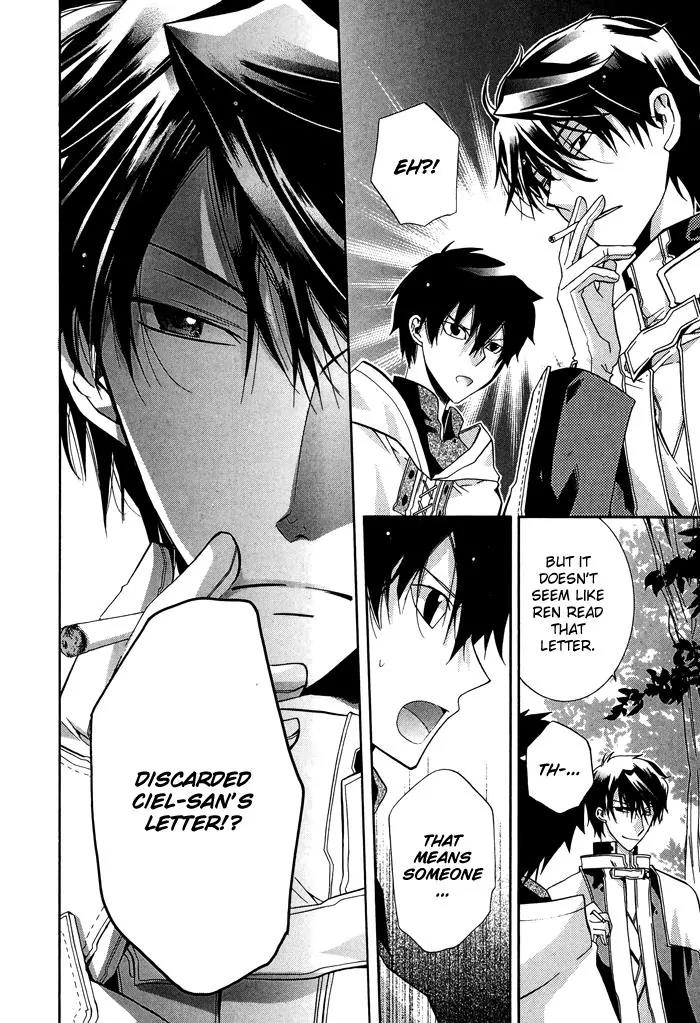 EH?!
BUT IT
DOESN'T
SEEM LIKE
REN READ
THAT
LETTER.
TH-...
THAT
MEANS
SOMEONE
...
DISCARDED
CIEL-SAN'S
LETTER!?